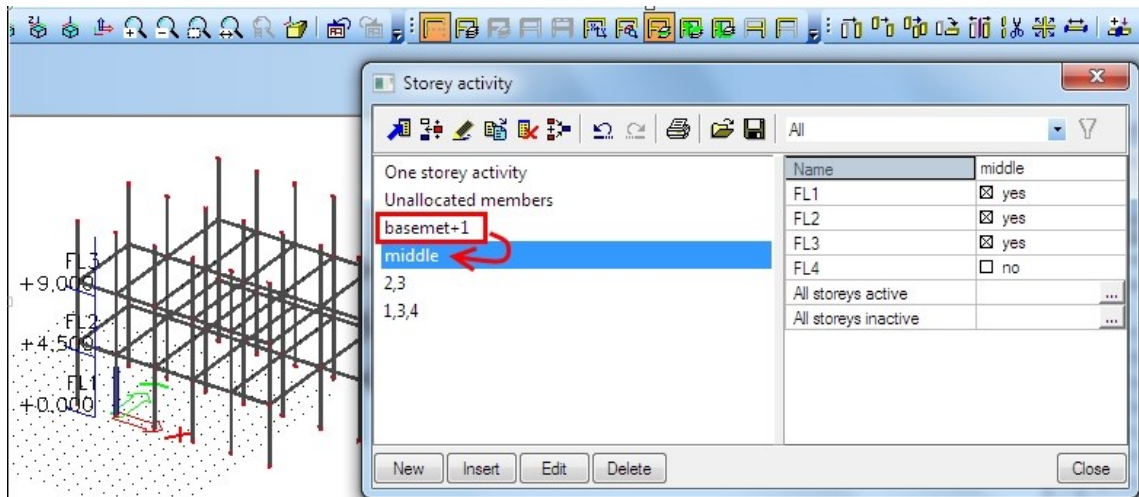 Storey activity
All
One storey activity
Unallocated members
basemet+1
middle
2,3
1,3,4
Name middle
FL1 yes
FL2 yes
FL3 yes
FL4 no
All storeys active ...
All storeys inactive ...
FL3
+9,000
FL2
+4,500
FL1
+0,000
New Insert Edit Delete Close